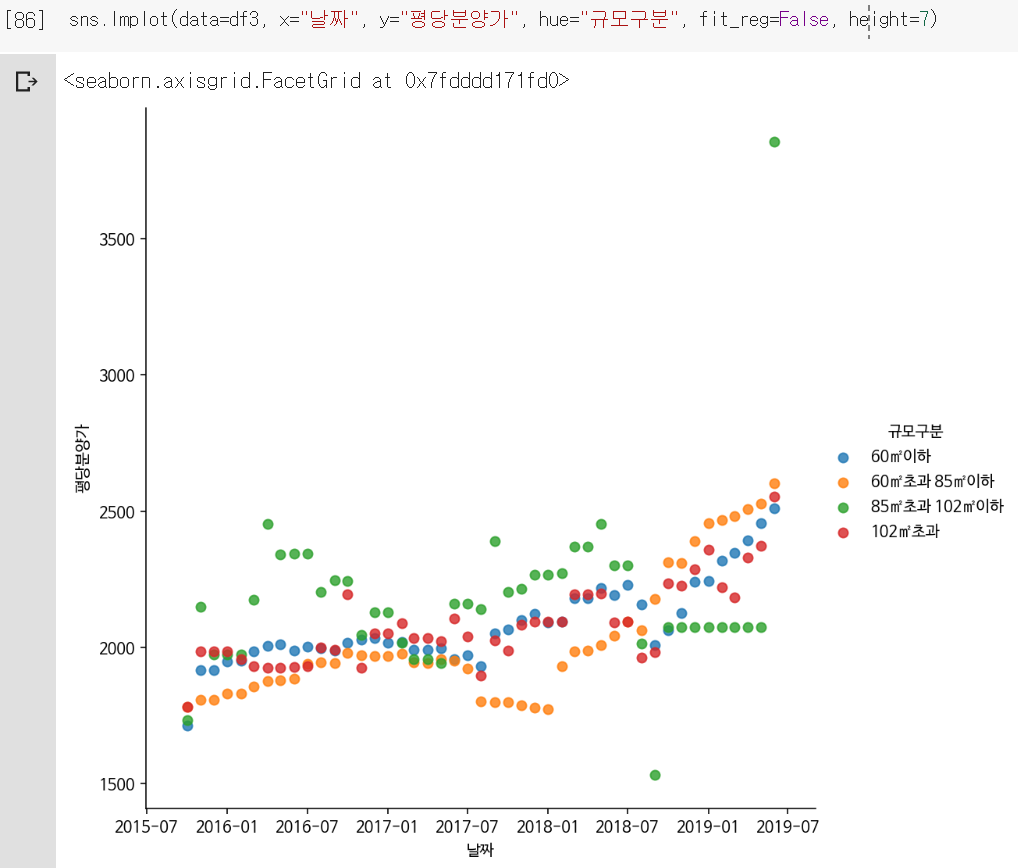 [86] sns.lmplot(data=df3, x="날짜", y="평당분양가", hue="규모구분", fit_reg=False, height=7)
<seaborn.axisgrid.FacetGrid at 0x7fdddd171fd0>
3500
3000
2500
2000
1500
평당분양가
2015-07 2016-01 2016-07 2017-01 2017-07 2018-01 2018-07 2019-01 2019-07
날짜
규모구분
60㎡이하
60㎡초과 85㎡이하
85㎡초과 102㎡이하
102㎡초과